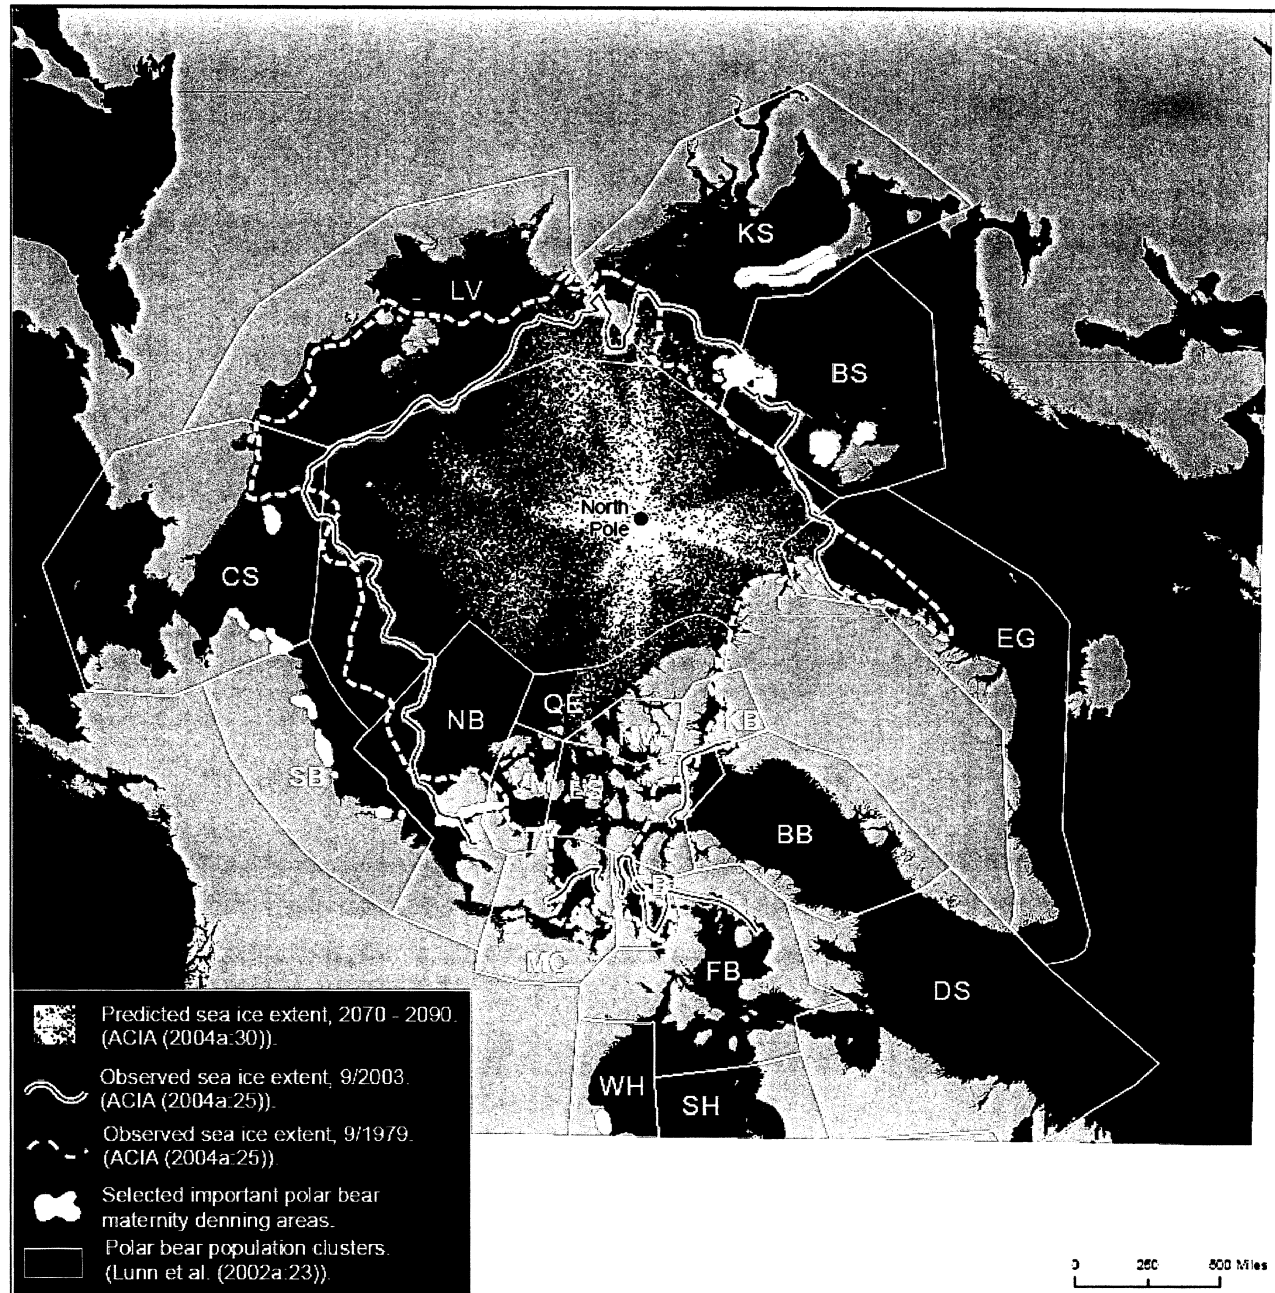 KS
LV
BS
North
Pole
CS
EG
NB
QE
KB
SB
BB
MC
FB
DS
WH
SH
Predicted sea ice extent, 2070 - 2090.
(ACIA (2004a:30)).
Observed sea ice extent, 9/2003.
(ACIA (2004a:25)).
Observed sea ice extent, 9/1979.
(ACIA (2004a:25)).
Selected important polar bear
maternity denning areas.
Polar bear population clusters.
(Lunn et al. (2002a:23)).
0 250 500 Miles